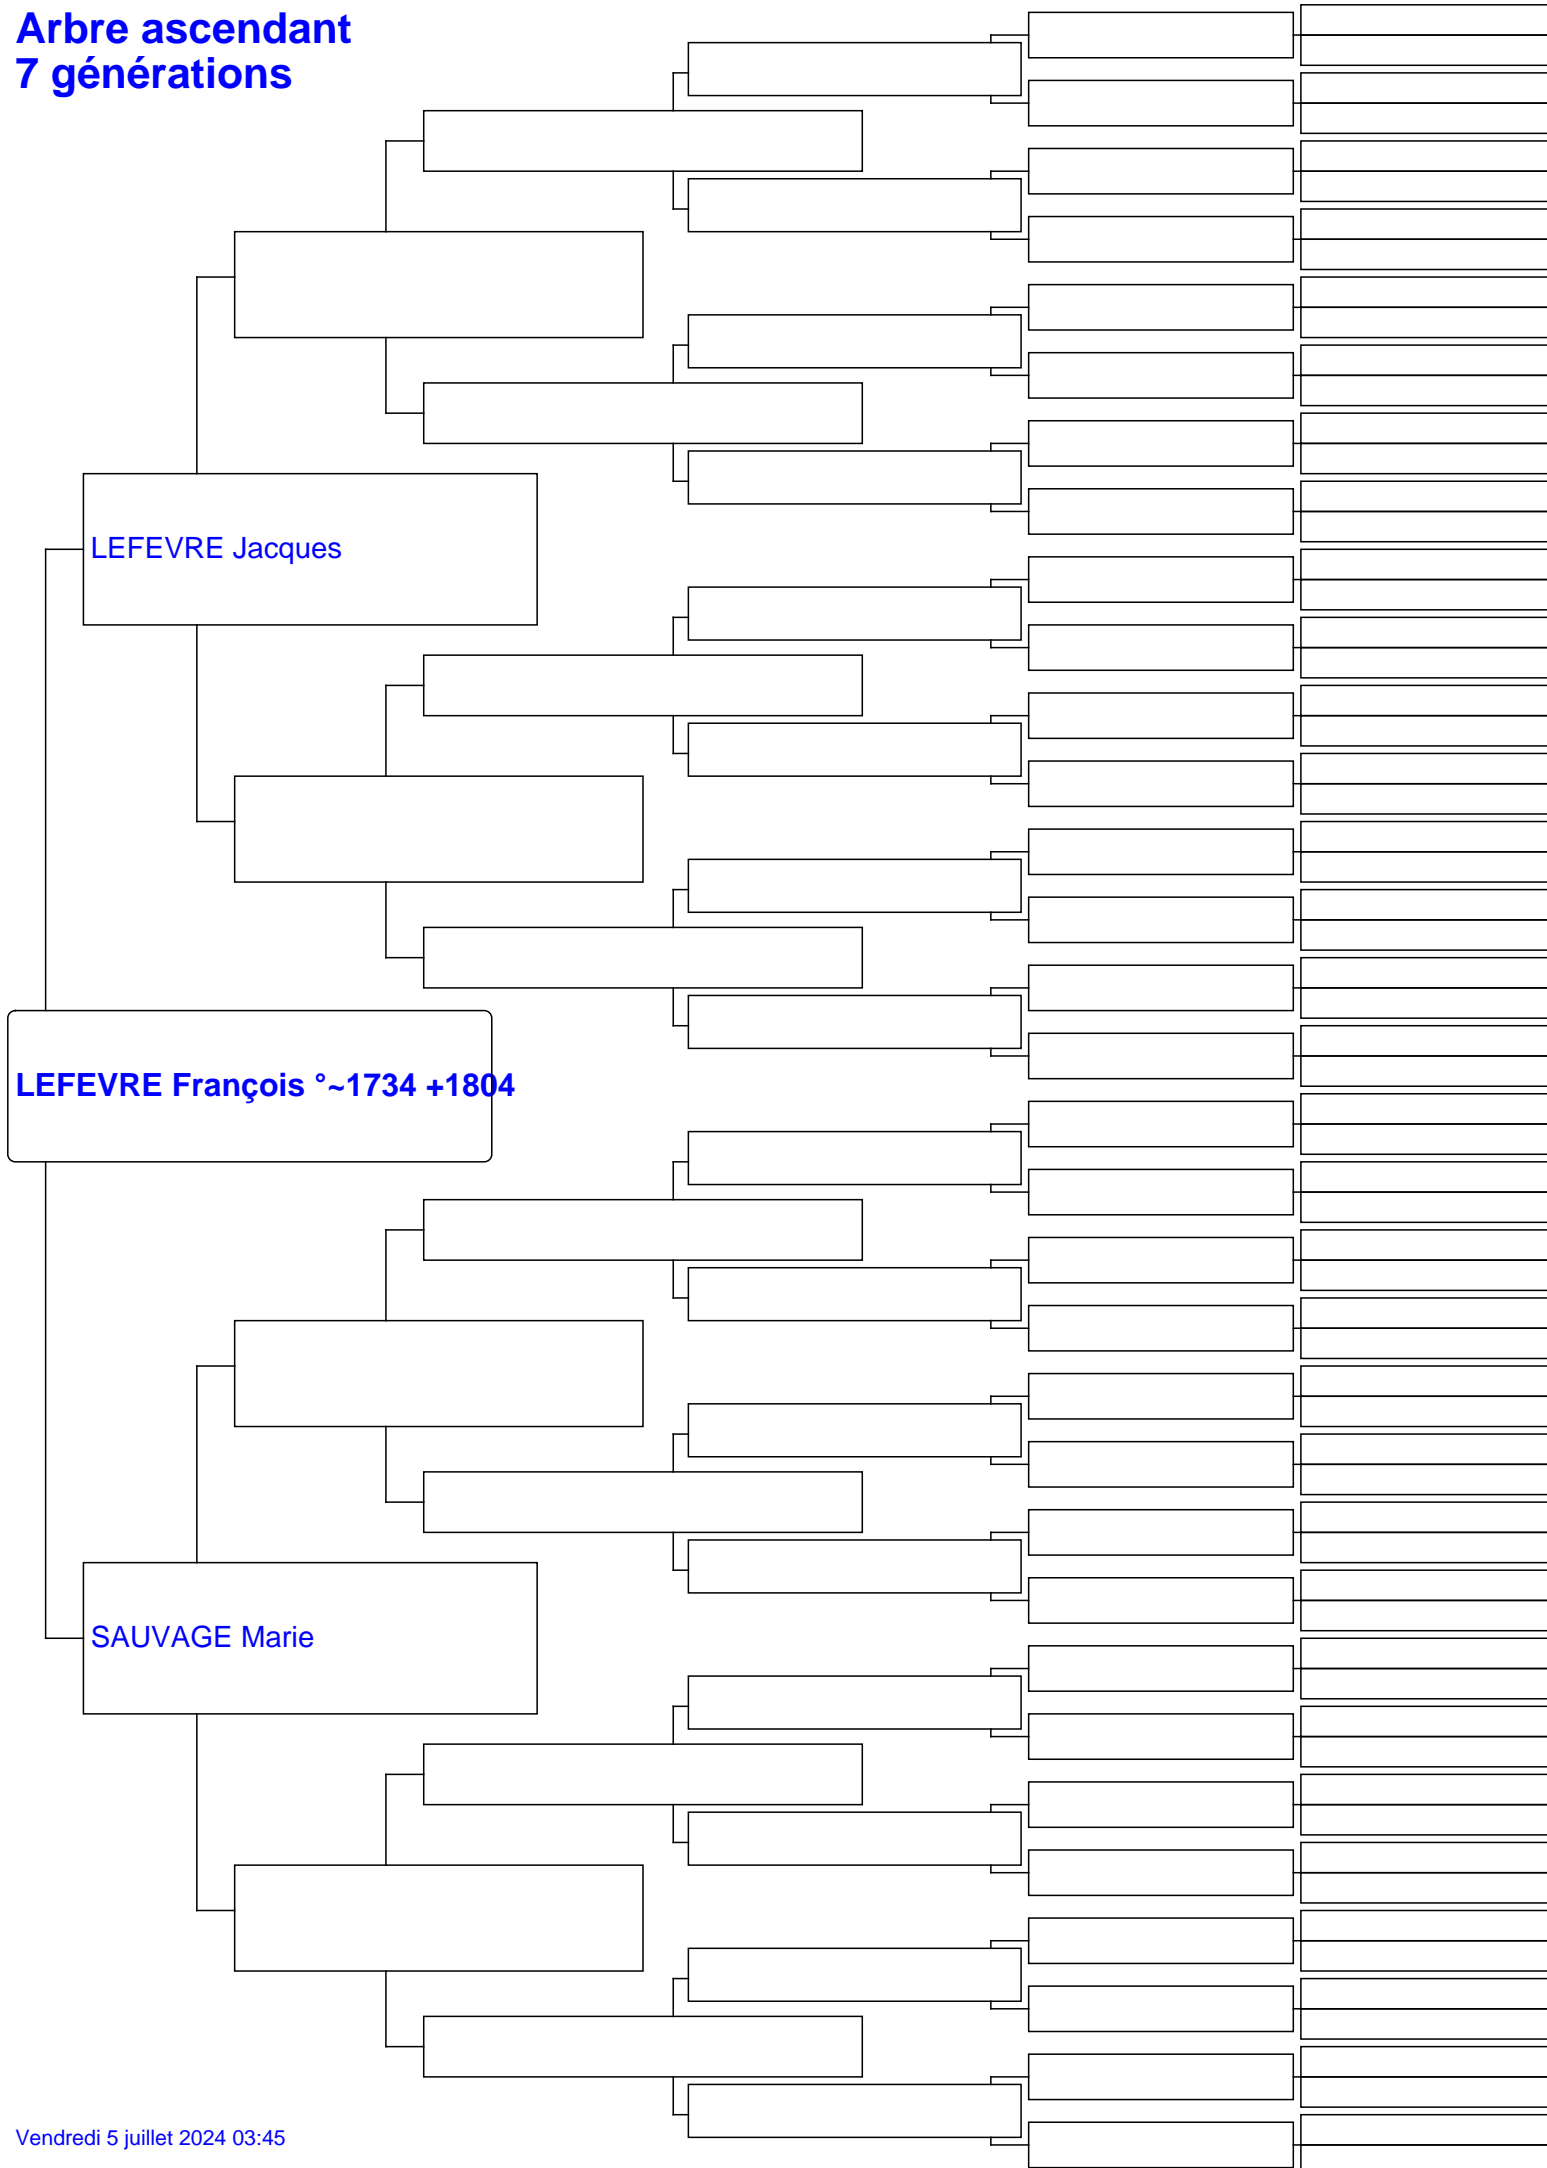 Arbre ascendant
7 générations
LEFEVRE Jacques
LEFEVRE François °~1734 +1804
SAUVAGE Marie
Vendredi 5 juillet 2024 03:45